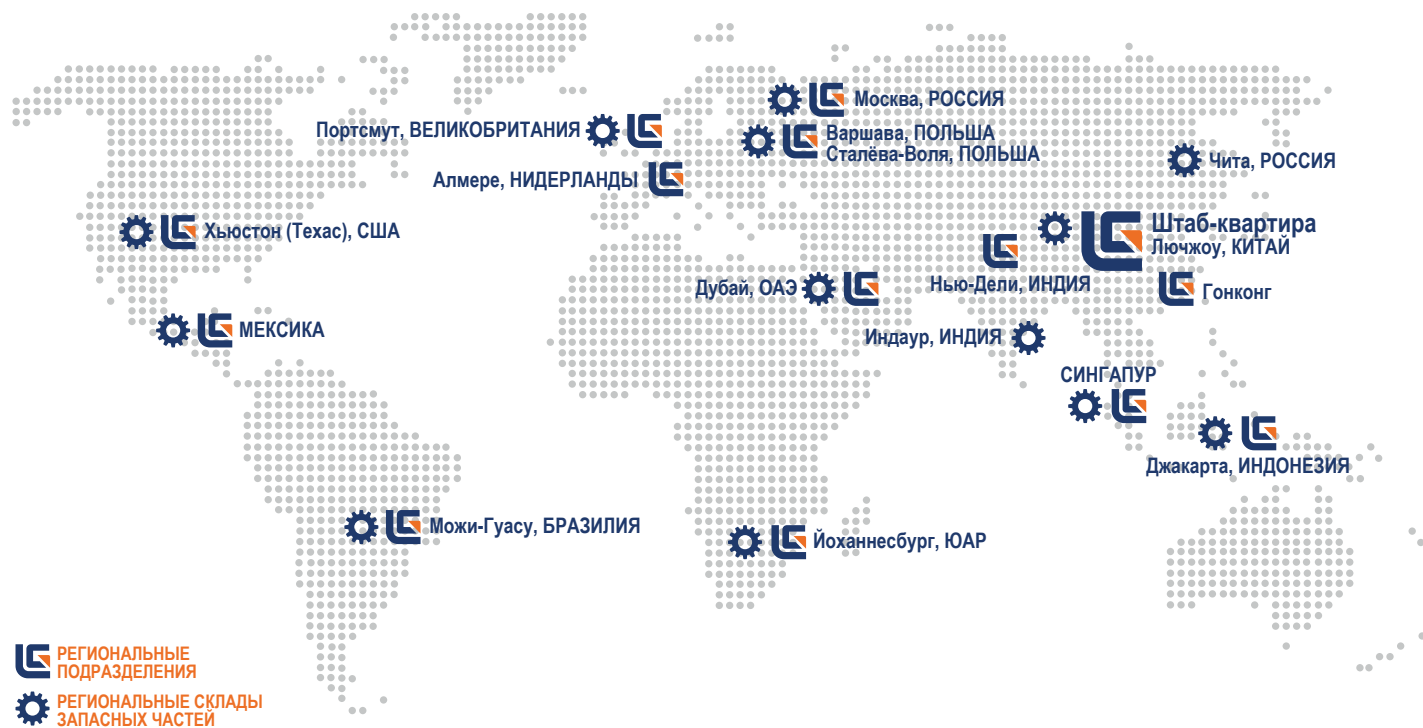 Москва, РОССИЯ
Портсмут, ВЕЛИКОБРИТАНИЯ
Варшава, ПОЛЬША
Сталёва-Воля, ПОЛЬША
Чита, РОССИЯ
Алмере, НИДЕРЛАНДЫ
Хьюстон (Техас), США
Штаб-квартира
Лючжоу, КИТАЙ
Дубай, ОАЭ
Нью-Дели, ИНДИЯ
Гонконг
МЕКСИКА
Индаур, ИНДИЯ
СИНГАПУР
Джакарта, ИНДОНЕЗИЯ
Можи-Гуасу, БРАЗИЛИЯ
Йоханнесбург, ЮАР
РЕГИОНАЛЬНЫЕ
ПОДРАЗДЕЛЕНИЯ
РЕГИОНАЛЬНЫЕ СКЛАДЫ
ЗАПАСНЫХ ЧАСТЕЙ